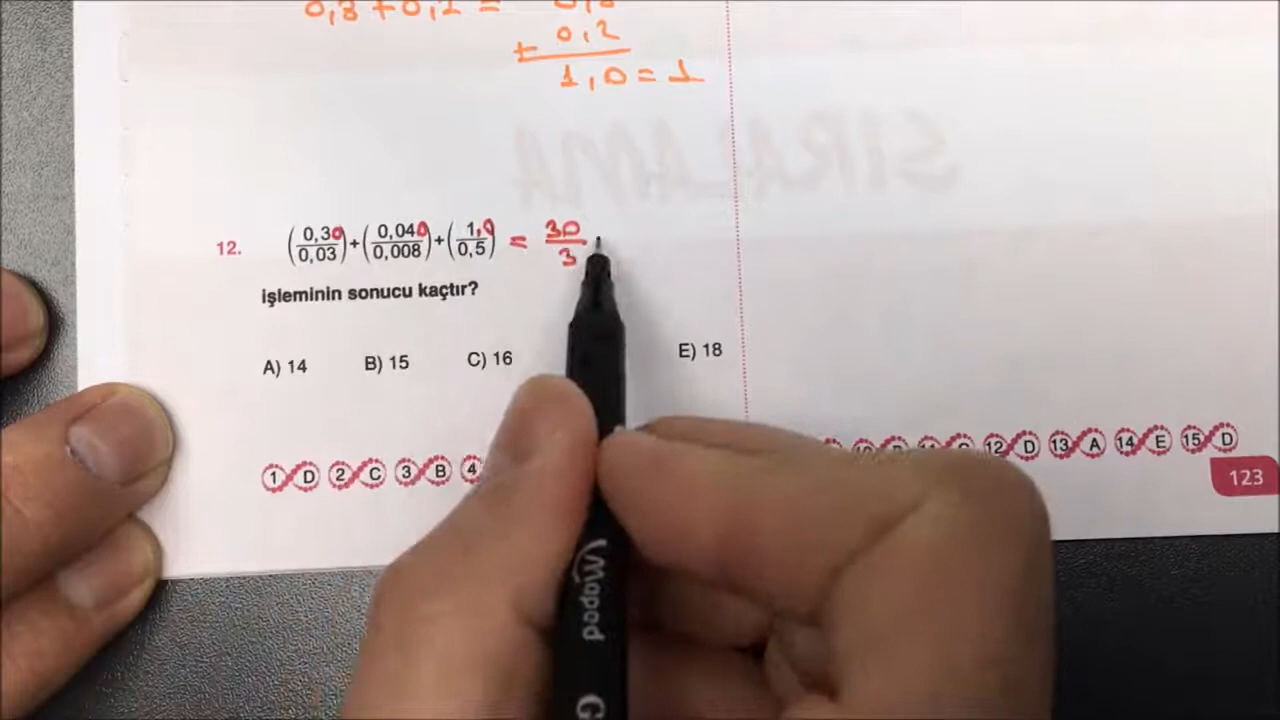 0,8 + 0,2 =
+ 0,2
1,0 = 1
SIRALAMA
12. (0,30/0,03) + (0,040/0,008) + (1,0/0,5) = 30/3
işleminin sonucu kaçtır?
A) 14 B) 15 C) 16 E) 18
1 D 2 C 3 B 4 12 D 13 A 14 E 15 D
123
Mopod
G